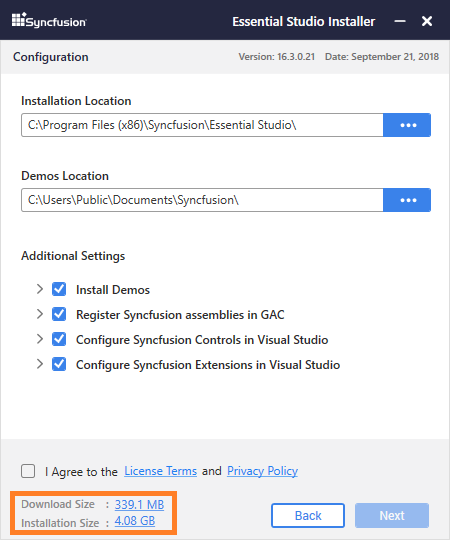 Syncfusion Essential Studio Installer
Configuration Version: 16.3.0.21 Date: September 21, 2018
Installation Location
C:\Program Files (x86)\Syncfusion\Essential Studio\
Demos Location
C:\Users\Public\Documents\Syncfusion\
Additional Settings
Install Demos
Register Syncfusion assemblies in GAC
Configure Syncfusion Controls in Visual Studio
Configure Syncfusion Extensions in Visual Studio
I Agree to the License Terms and Privacy Policy
Download Size : 339.1 MB
Installation Size : 4.08 GB
Back Next